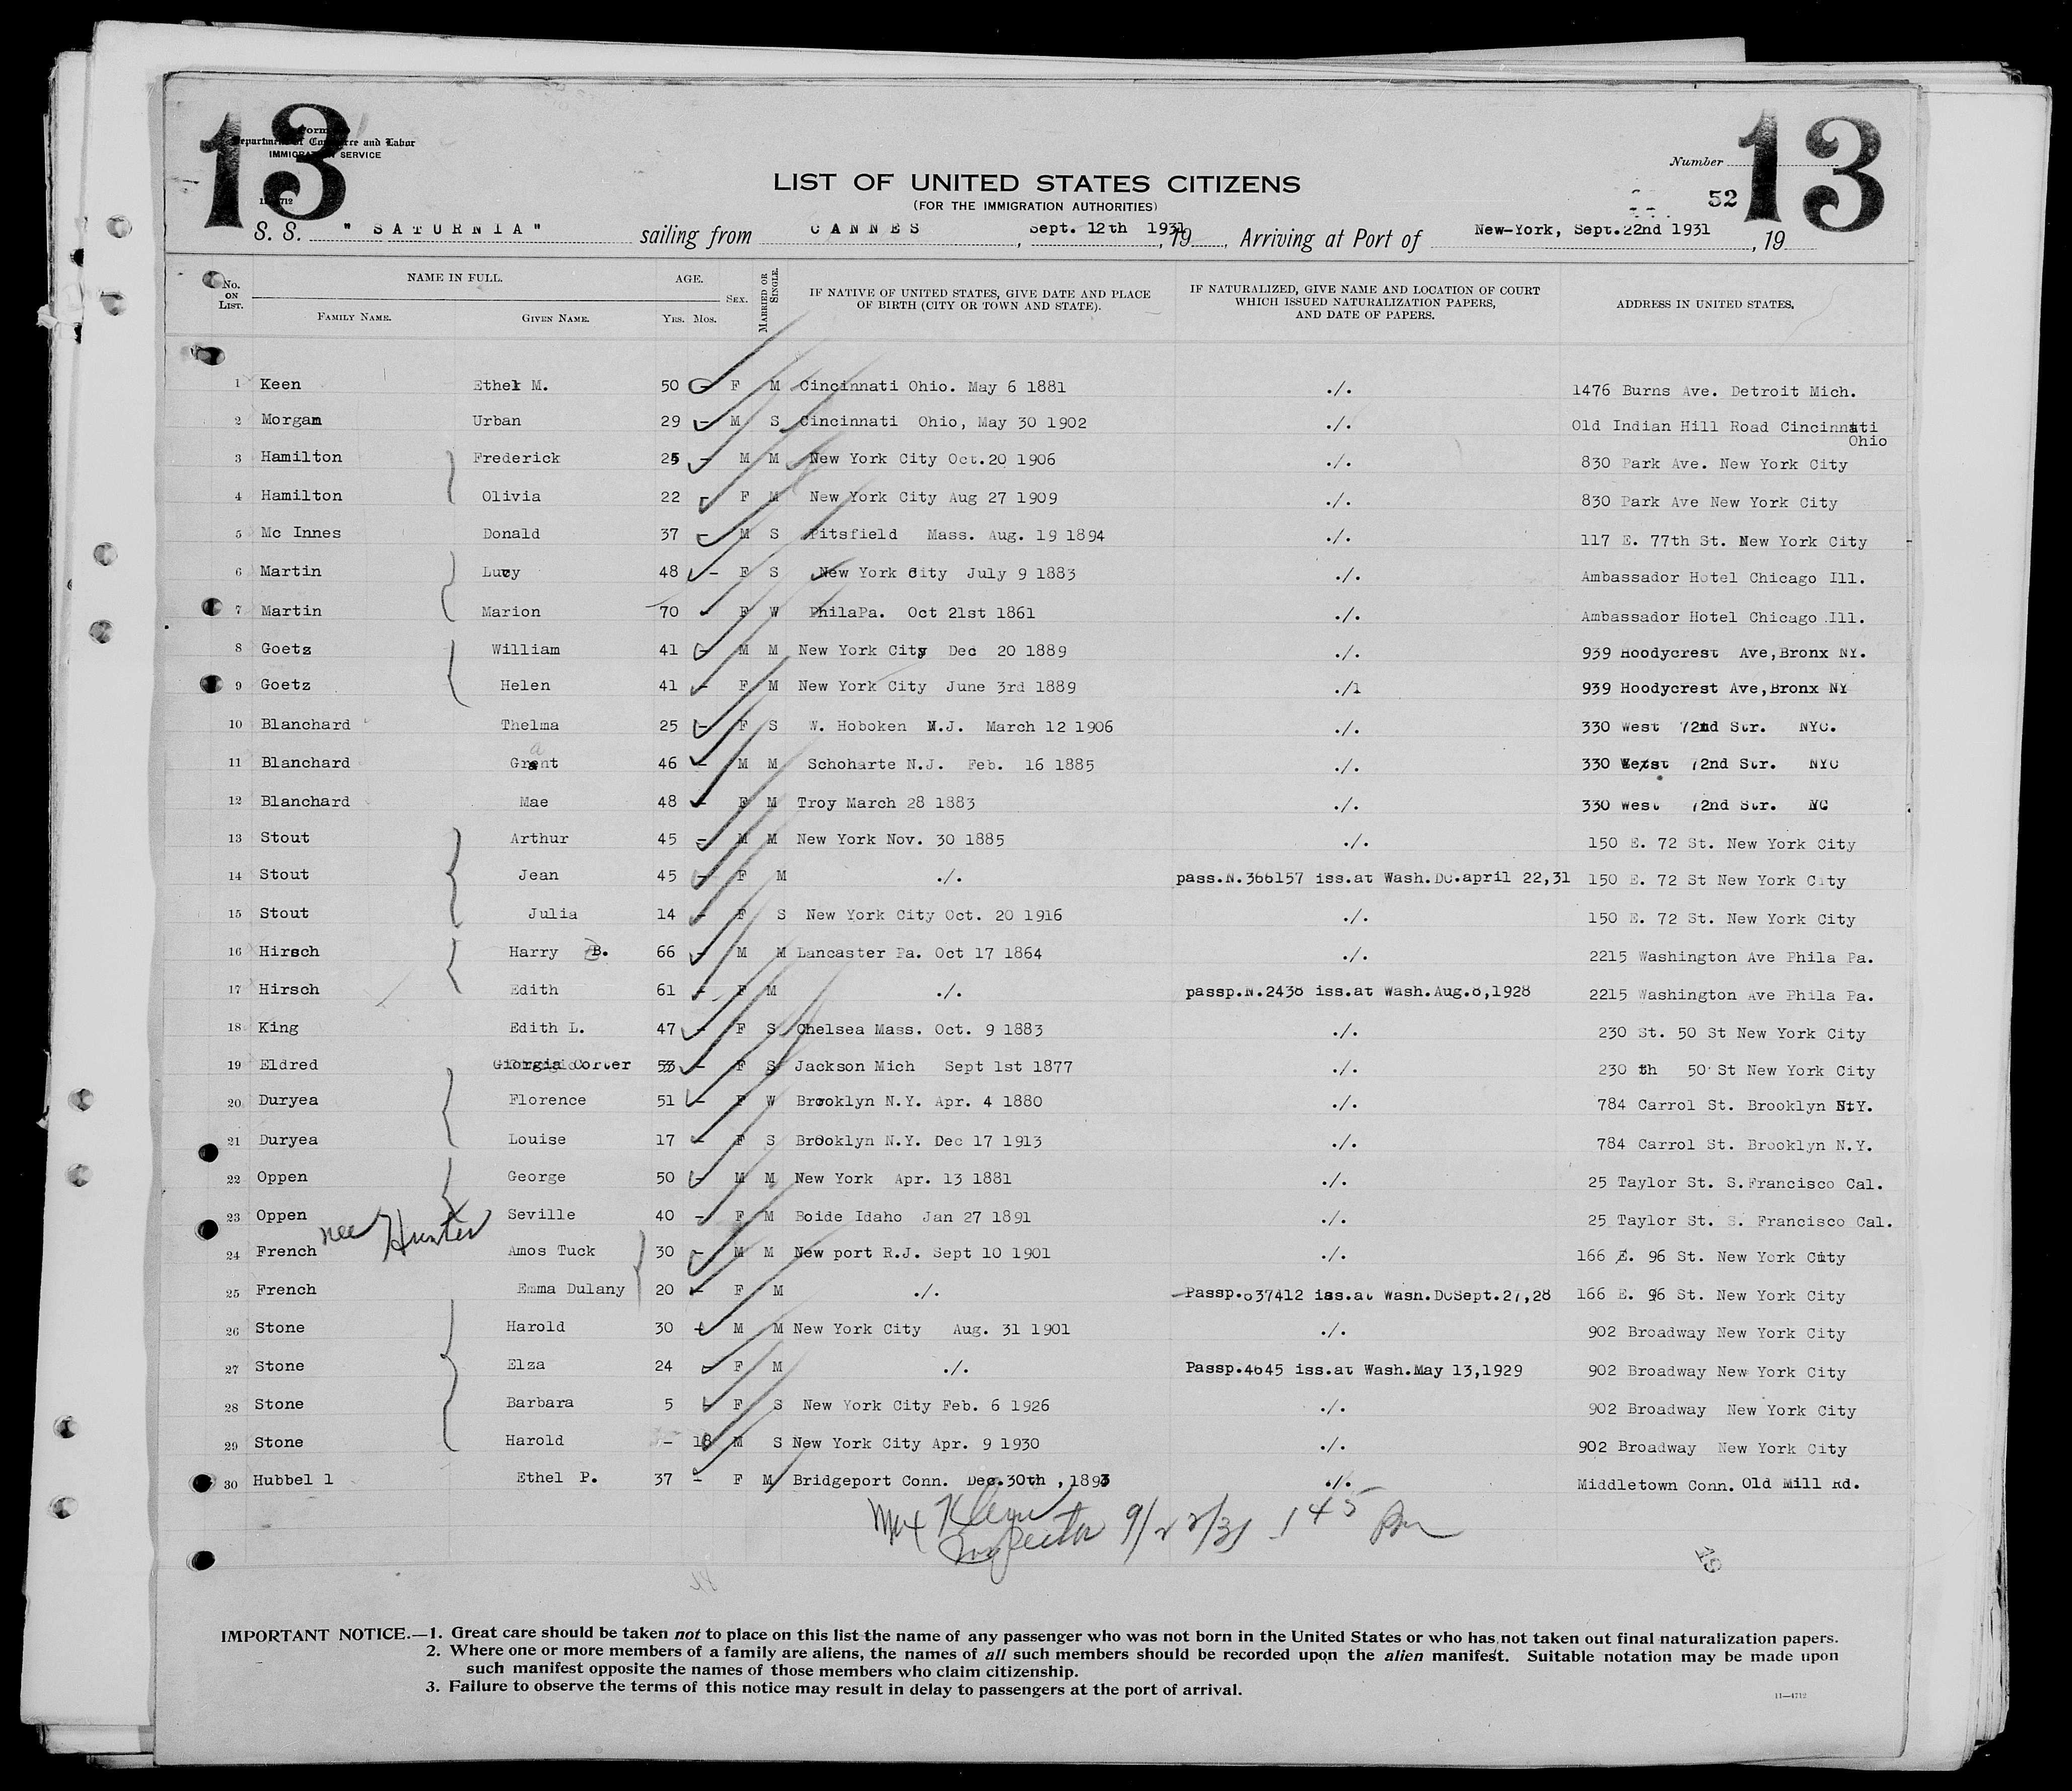 13
13
Form
Department of Commerce and Labor
IMMIGRATION SERVICE
Number
LIST OF UNITED STATES CITIZENS
(FOR THE IMMIGRATION AUTHORITIES)
52
S. S. "SATURNIA" sailing from CANNES, Sept. 12th 1931, 19 , Arriving at Port of New-York, Sept.22nd 1931, 19
No. ON LIST.
NAME IN FULL.
FAMILY NAME.
GIVEN NAME.
AGE.
YRS. MOS.
SEX.
MARRIED OR SINGLE.
IF NATIVE OF UNITED STATES, GIVE DATE AND PLACE OF BIRTH (CITY OR TOWN AND STATE).
IF NATURALIZED, GIVE NAME AND LOCATION OF COURT WHICH ISSUED NATURALIZATION PAPERS, AND DATE OF PAPERS.
ADDRESS IN UNITED STATES.
1 Keen Ethel M. 50 - F M Cincinnati Ohio. May 6 1881 ./. 1476 Burns Ave. Detroit Mich.
2 Morgan Urban 29 - M S Cincinnati Ohio, May 30 1902 ./. Old Indian Hill Road Cincinnati Ohio
3 Hamilton Frederick 25 - M M New York City Oct.20 1906 ./. 830 Park Ave. New York City
4 Hamilton Olivia 22 - F M New York City Aug 27 1909 ./. 830 Park Ave New York City
5 Mc Innes Donald 37 - M S Pitsfield Mass. Aug. 19 1894 ./. 117 E. 77th St. New York City
6 Martin Lucy 48 - F S New York City July 9 1883 ./. Ambassador Hotel Chicago Ill.
7 Martin Marion 70 - F W PhilaPa. Oct 21st 1861 ./. Ambassador Hotel Chicago Ill.
8 Goetz William 41 - M M New York City Dec 20 1889 ./. 939 Hoodycrest Ave,Bronx NY.
9 Goetz Helen 41 - F M New York City June 3rd 1889 ./1 939 Hoodycrest Ave,Bronx NY
10 Blanchard Thelma 25 - F S W. Hoboken N.J. March 12 1906 ./. 330 West 72nd Str. NYC.
11 Blanchard Grant 46 - M M Schoharte N.J. Feb. 16 1885 ./. 330 West 72nd Str. NYC
12 Blanchard Mae 48 - F M Troy March 28 1883 ./. 330 West 72nd Str. NC
13 Stout Arthur 45 - M M New York Nov. 30 1885 ./. 150 E. 72 St. New York City
14 Stout Jean 45 - F M ./. pass.N.366157 iss.at Wash.DC.april 22,31 150 E. 72 St New York City
15 Stout Julia 14 - F S New York City Oct. 20 1916 ./. 150 E. 72 St. New York City
16 Hirsch Harry B. 66 - M M Lancaster Pa. Oct 17 1864 ./. 2215 Washington Ave Phila Pa.
17 Hirsch Edith 61 - F M ./. passp.N.2438 iss.at Wash.Aug.8,1928 2215 Washington Ave Phila Pa.
18 King Edith L. 47 - F S Chelsea Mass. Oct. 9 1883 ./. 230 St. 50 St New York City
19 Eldred Giorgia Corter 53 - F S Jackson Mich Sept 1st 1877 ./. 230 th 50 St New York City
20 Duryea Florence 51 - F W Brooklyn N.Y. Apr. 4 1880 ./. 784 Carrol St. Brooklyn N.Y.
21 Duryea Louise 17 - F S Brooklyn N.Y. Dec 17 1913 ./. 784 Carrol St. Brooklyn N.Y.
22 Oppen George 50 - M M New York Apr. 13 1881 ./. 25 Taylor St. S.Francisco Cal.
23 Oppen Seville 40 - F M Boide Idaho Jan 27 1891 ./. 25 Taylor St. S. Francisco Cal.
nee Hunter
24 French Amos Tuck 30 - M M New port R.J. Sept 10 1901 ./. 166 E. 96 St. New York City
25 French Emma Dulany 20 - F M ./. Passp.637412 iss.at Wash.DCSept.27,28 166 E. 96 St. New York City
26 Stone Harold 30 - M M New York City Aug. 31 1901 ./. 902 Broadway New York City
27 Stone Elza 24 - F M ./. Passp.4645 iss.at Wash.May 13,1929 902 Broadway New York City
28 Stone Barbara 5 F S New York City Feb. 6 1926 ./. 902 Broadway New York City
29 Stone Harold - 18 M S New York City Apr. 9 1930 ./. 902 Broadway New York City
30 Hubbel l Ethel P. 37 - F M Bridgeport Conn. Dec.30th ,1893 ./. Middletown Conn. Old Mill Rd.
Max Klein 9/22/31 145 Pm
Inspector
IMPORTANT NOTICE.—1. Great care should be taken not to place on this list the name of any passenger who was not born in the United States or who has not taken out final naturalization papers.
2. Where one or more members of a family are aliens, the names of all such members should be recorded upon the alien manifest. Suitable notation may be made upon
such manifest opposite the names of those members who claim citizenship.
3. Failure to observe the terms of this notice may result in delay to passengers at the port of arrival.
11—4712